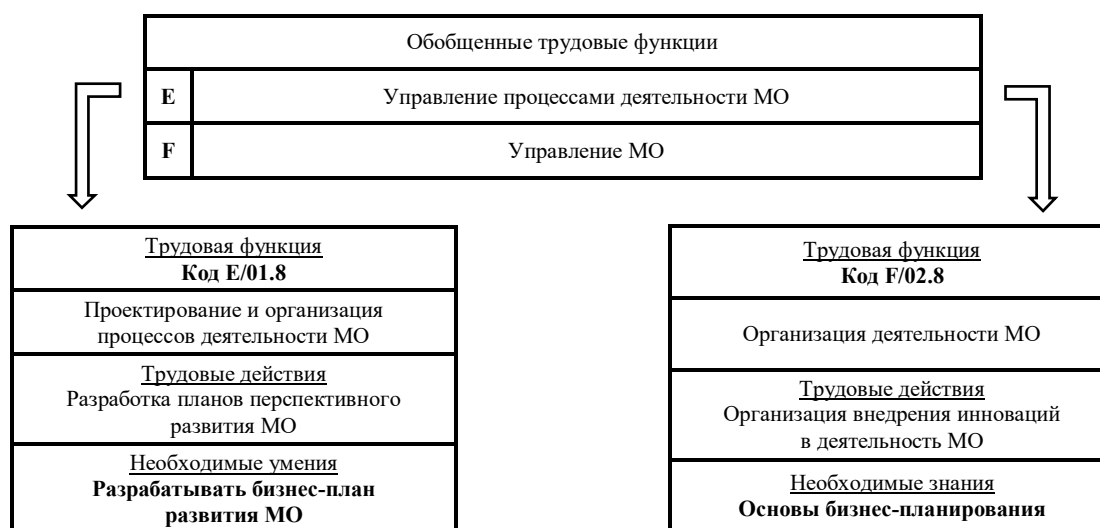 Обобщенные трудовые функции
E Управление процессами деятельности МО
F Управление МО
Трудовая функция
Код E/01.8
Проектирование и организация
процессов деятельности МО
Трудовые действия
Разработка планов перспективного
развития МО
Необходимые умения
Разрабатывать бизнес-план
развития МО
Трудовая функция
Код F/02.8
Организация деятельности МО
Трудовые действия
Организация внедрения инноваций
в деятельность МО
Необходимые знания
Основы бизнес-планирования